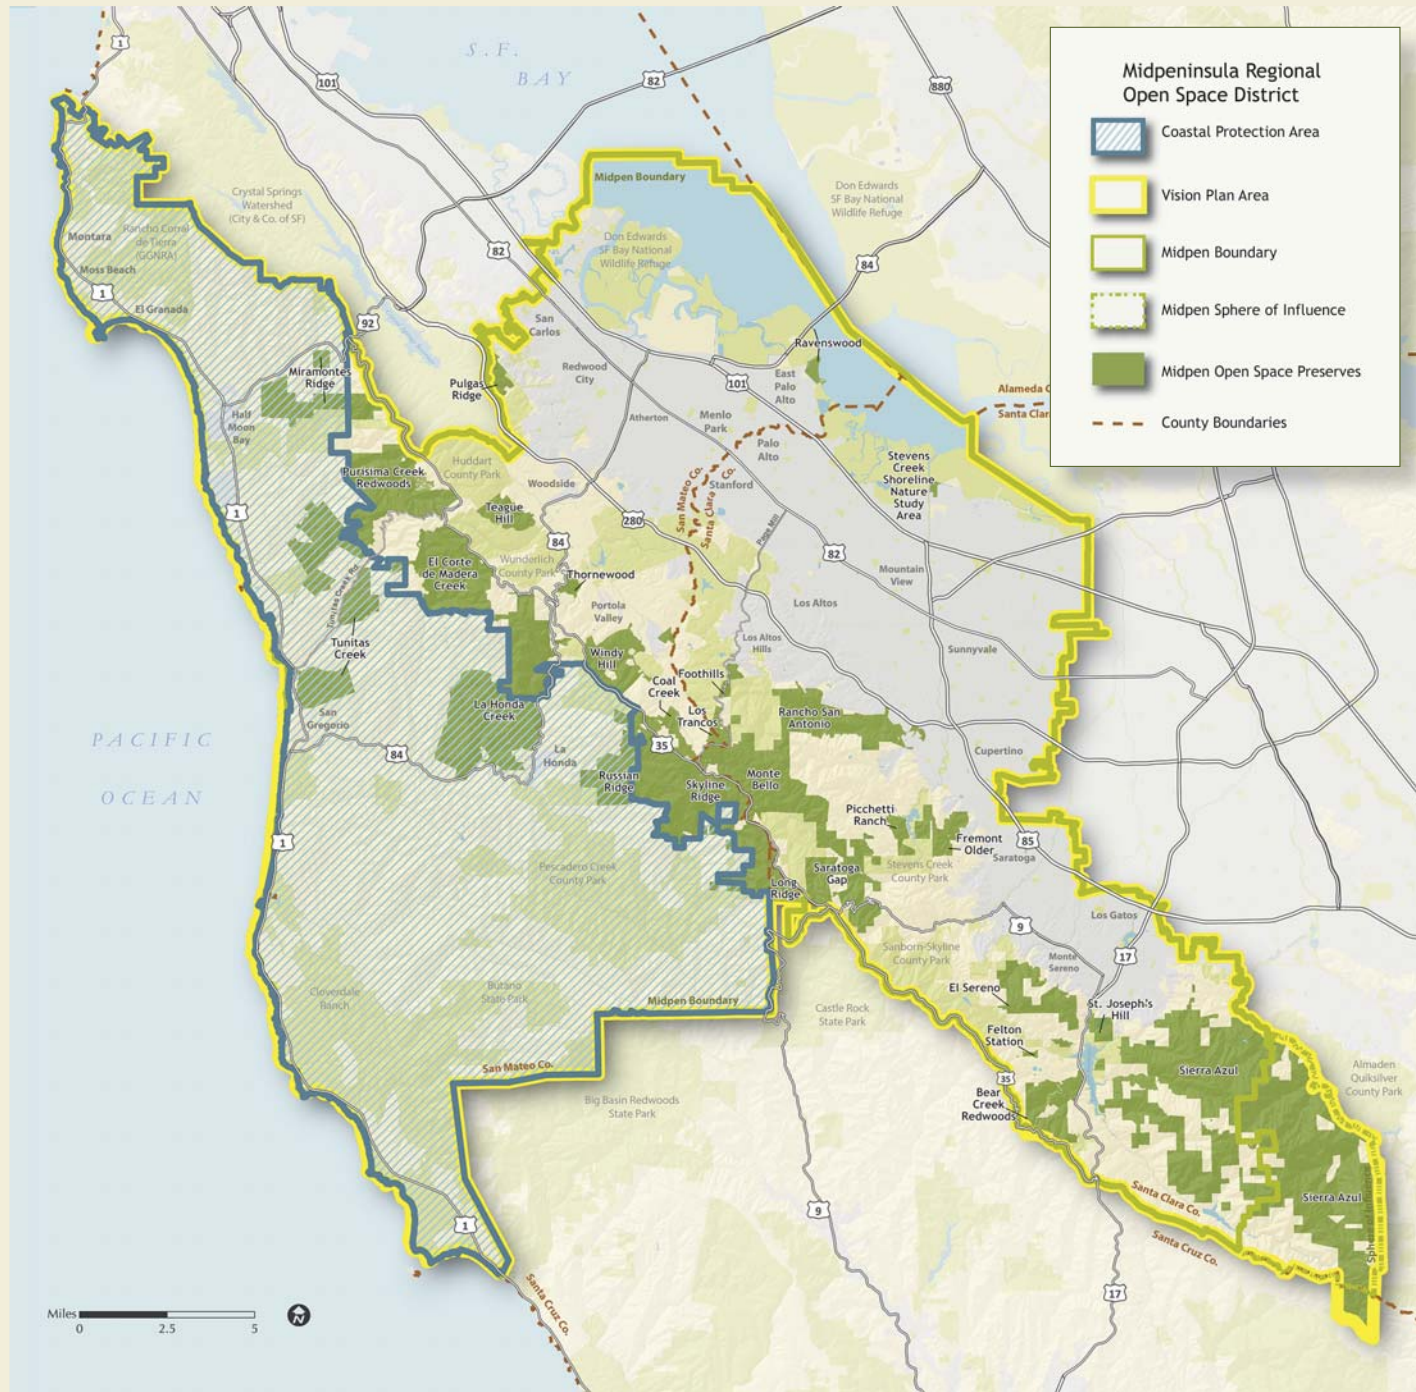 Midpeninsula Regional
Open Space District
Coastal Protection Area
Vision Plan Area
Midpen Boundary
Midpen Sphere of Influence
Midpen Open Space Preserves
County Boundaries
1
S.F.
BAY
101
82
880
Midpen Boundary
Crystal Springs
Watershed
(City & Co. of SF)
Don Edwards
SF Bay National
Wildlife Refuge
Montara
Rancho Corral
de Tierra
(GGNRA)
Don Edwards
SF Bay National
Wildlife Refuge
82
84
Moss Beach
1
El Granada
92
San
Carlos
Ravenswood
Miramontes
Ridge
Pulgas
Ridge
Redwood
City
101
East
Palo
Alto
Alameda C
Santa Clar
Half
Moon
Bay
Atherton
Menlo
Park
Palo
Alto
Purisima Creek
Redwoods
Huddart
County Park
Woodside
San Mateo Co.
Santa Clara Co.
Stanford
Stevens
Creek
Shoreline
Nature
Study
Area
1
Teague
Hill
280
Page Mill
84
82
El Corte
de Madera
Creek
Wunderlich
County Park
Thornewood
Mountain
View
Tunitas Creek Rd.
Portola
Valley
Los Altos
Tunitas
Creek
Windy
Hill
Los Altos
Hills
Sunnyvale
Coal
Creek
Foothills
La Honda
Creek
Los
Trancos
Rancho San
Antonio
San
Gregorio
PACIFIC
OCEAN
84
La
Honda
35
Cupertino
Russian
Ridge
Skyline
Ridge
Monte
Bello
Picchetti
Ranch
Fremont
Older
85
1
Saratoga
Pescadero Creek
County Park
Saratoga
Gap
Stevens Creek
County Park
Long
Ridge
Los Gatos
9
Sanborn-Skyline
County Park
Monte
Sereno
17
Cloverdale
Ranch
Butano
State Park
Midpen Boundary
Castle Rock
State Park
El Sereno
St. Joseph's
Hill
Felton
Station
San Mateo Co.
35
Sierra Azul
Almaden
Quiksilver
County Park
Big Basin Redwoods
State Park
Bear
Creek
Redwoods
Santa Clara Co.
Sierra Azul
Sphere of Influence
1
9
Santa Cruz Co.
Santa Cruz Co.
17
Miles
0
2.5
5
N